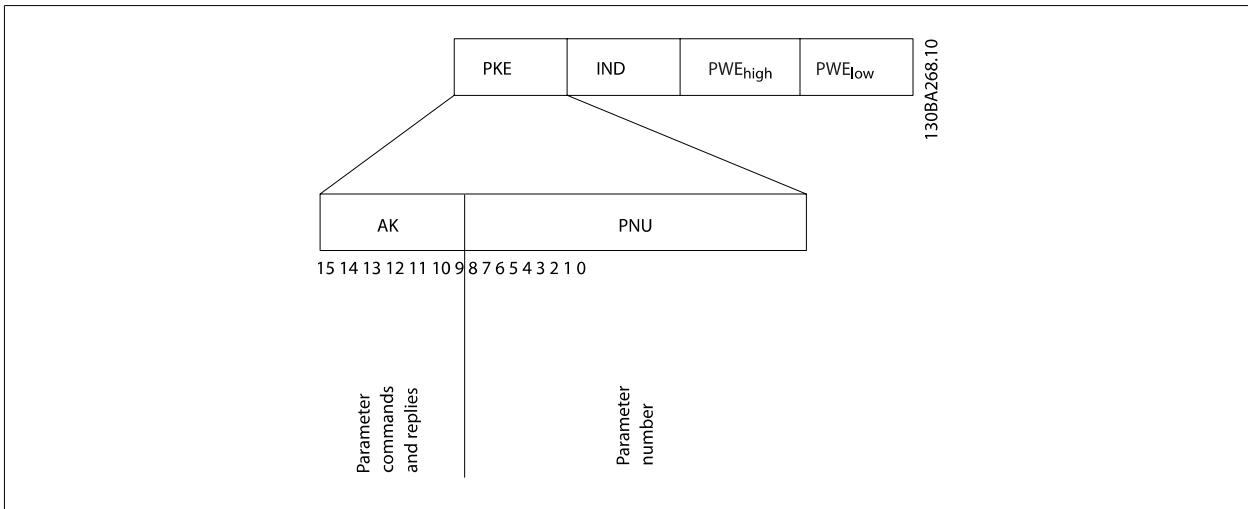 PKE IND PWEhigh PWElow
130BA268.10
AK PNU
15 14 13 12 11 10 9 8 7 6 5 4 3 2 1 0
Parameter
commands
and replies
Parameter
number